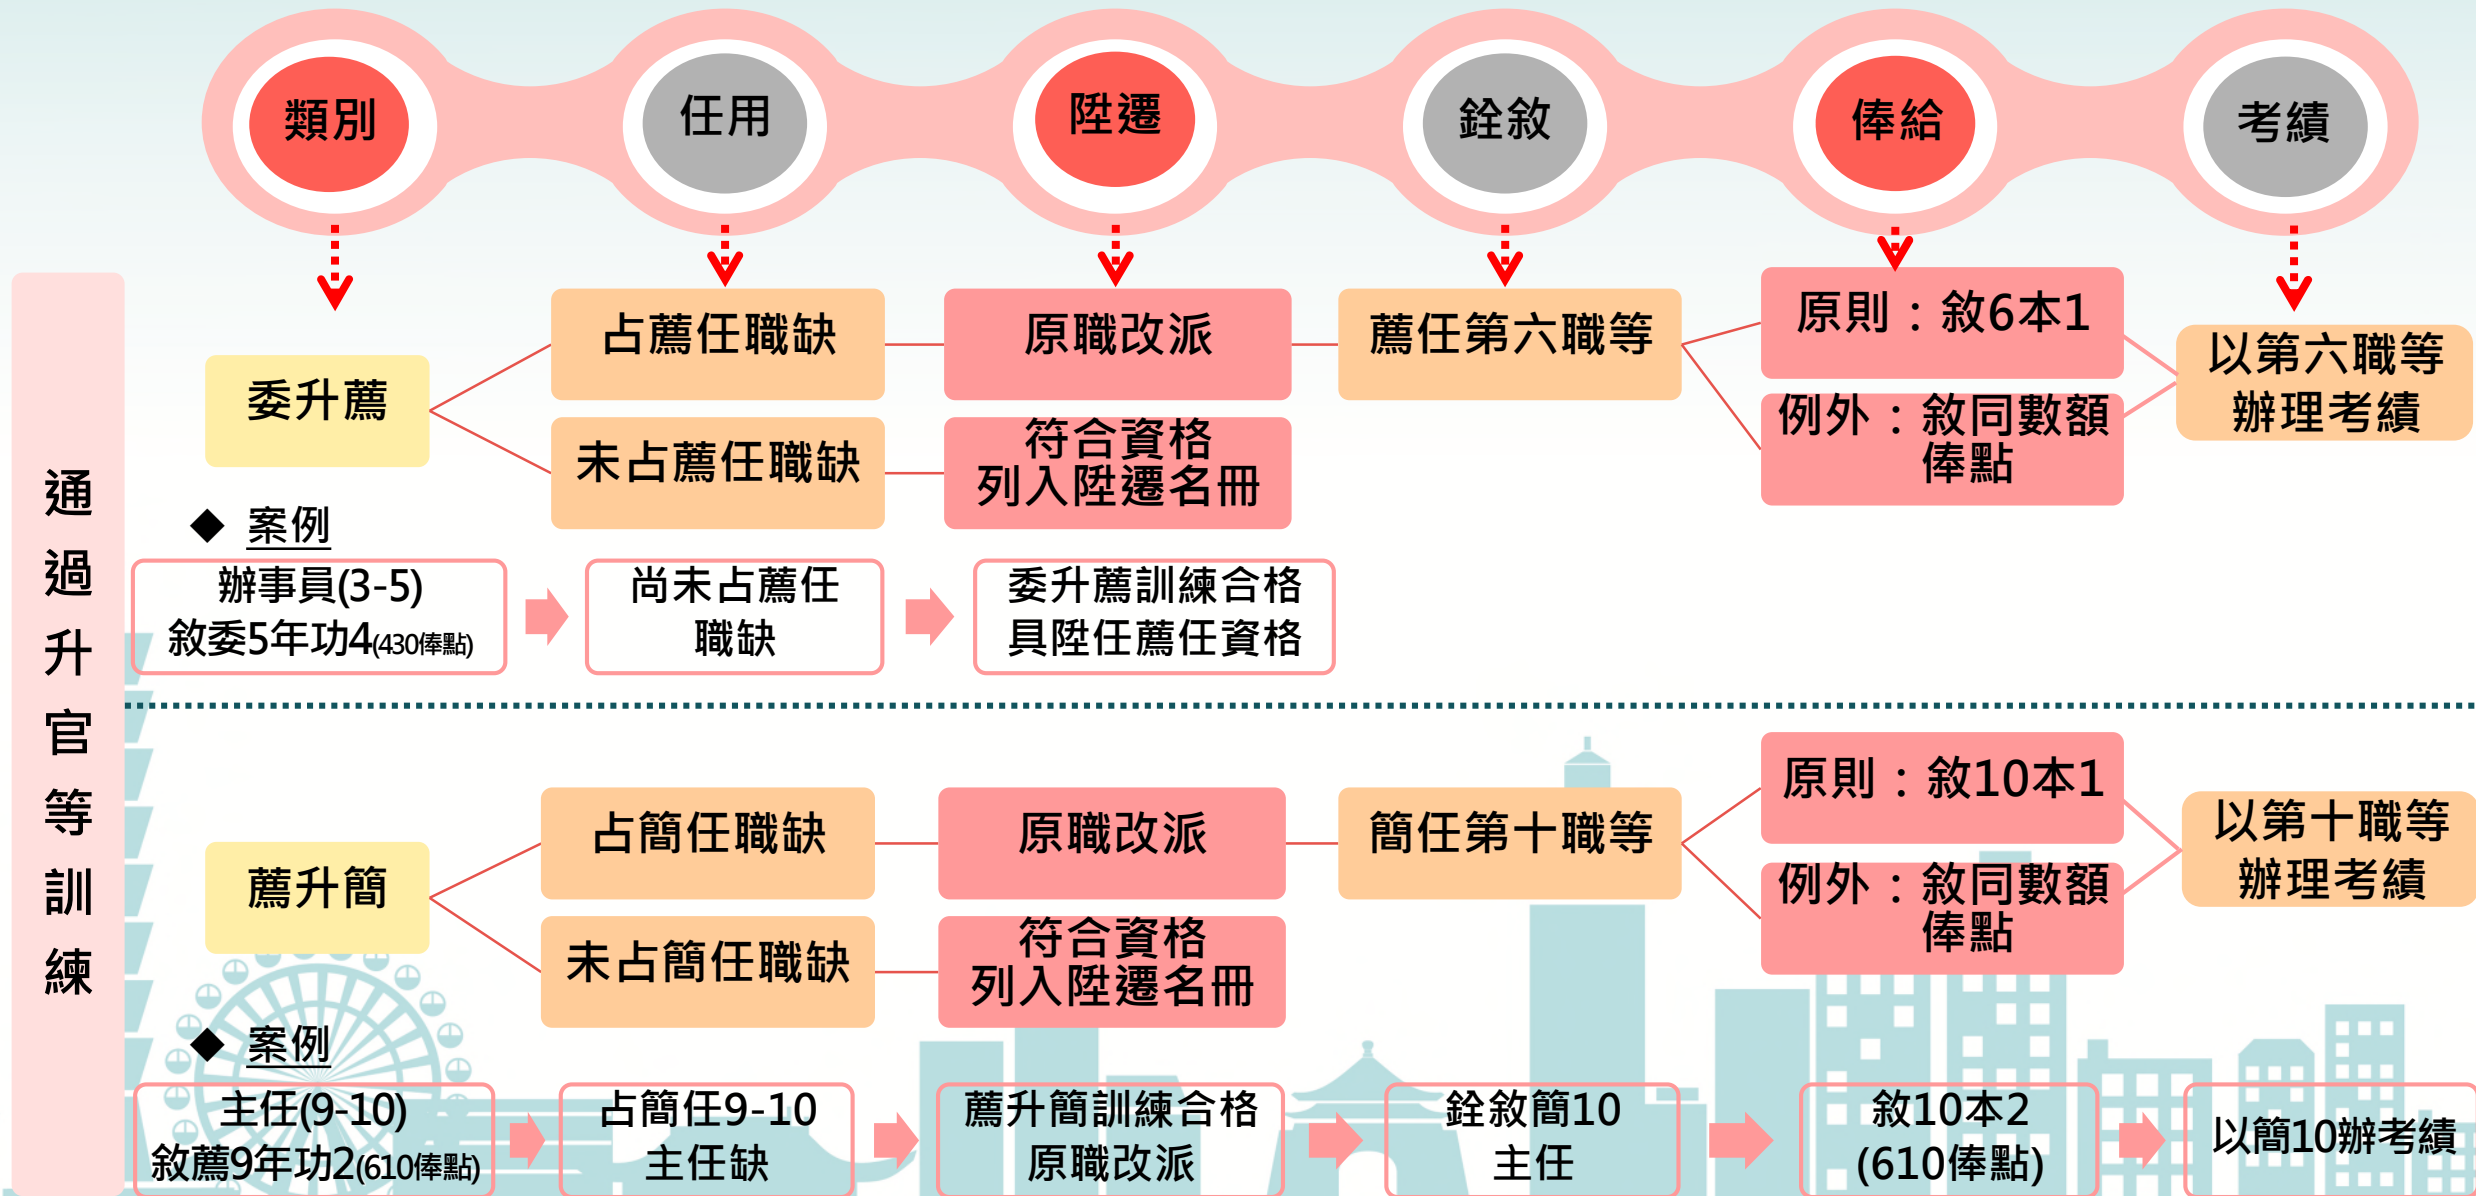 類別
任用
陞遷
銓敘
俸給
考績
通過升官等訓練
委升薦
占薦任職缺
原職改派
薦任第六職等
原則：敘6本1
例外：敘同數額
俸點
以第六職等
辦理考績
未占薦任職缺
符合資格
列入陞遷名冊
◆ 案例
辦事員(3-5)
敘委5年功4(430俸點)
尚未占薦任
職缺
委升薦訓練合格
具陞任薦任資格
薦升簡
占簡任職缺
原職改派
簡任第十職等
原則：敘10本1
例外：敘同數額
俸點
以第十職等
辦理考績
未占簡任職缺
符合資格
列入陞遷名冊
◆ 案例
主任(9-10)
敘薦9年功2(610俸點)
占簡任9-10
主任缺
薦升簡訓練合格
原職改派
銓敘簡10
主任
敘10本2
(610俸點)
以簡10辦考績